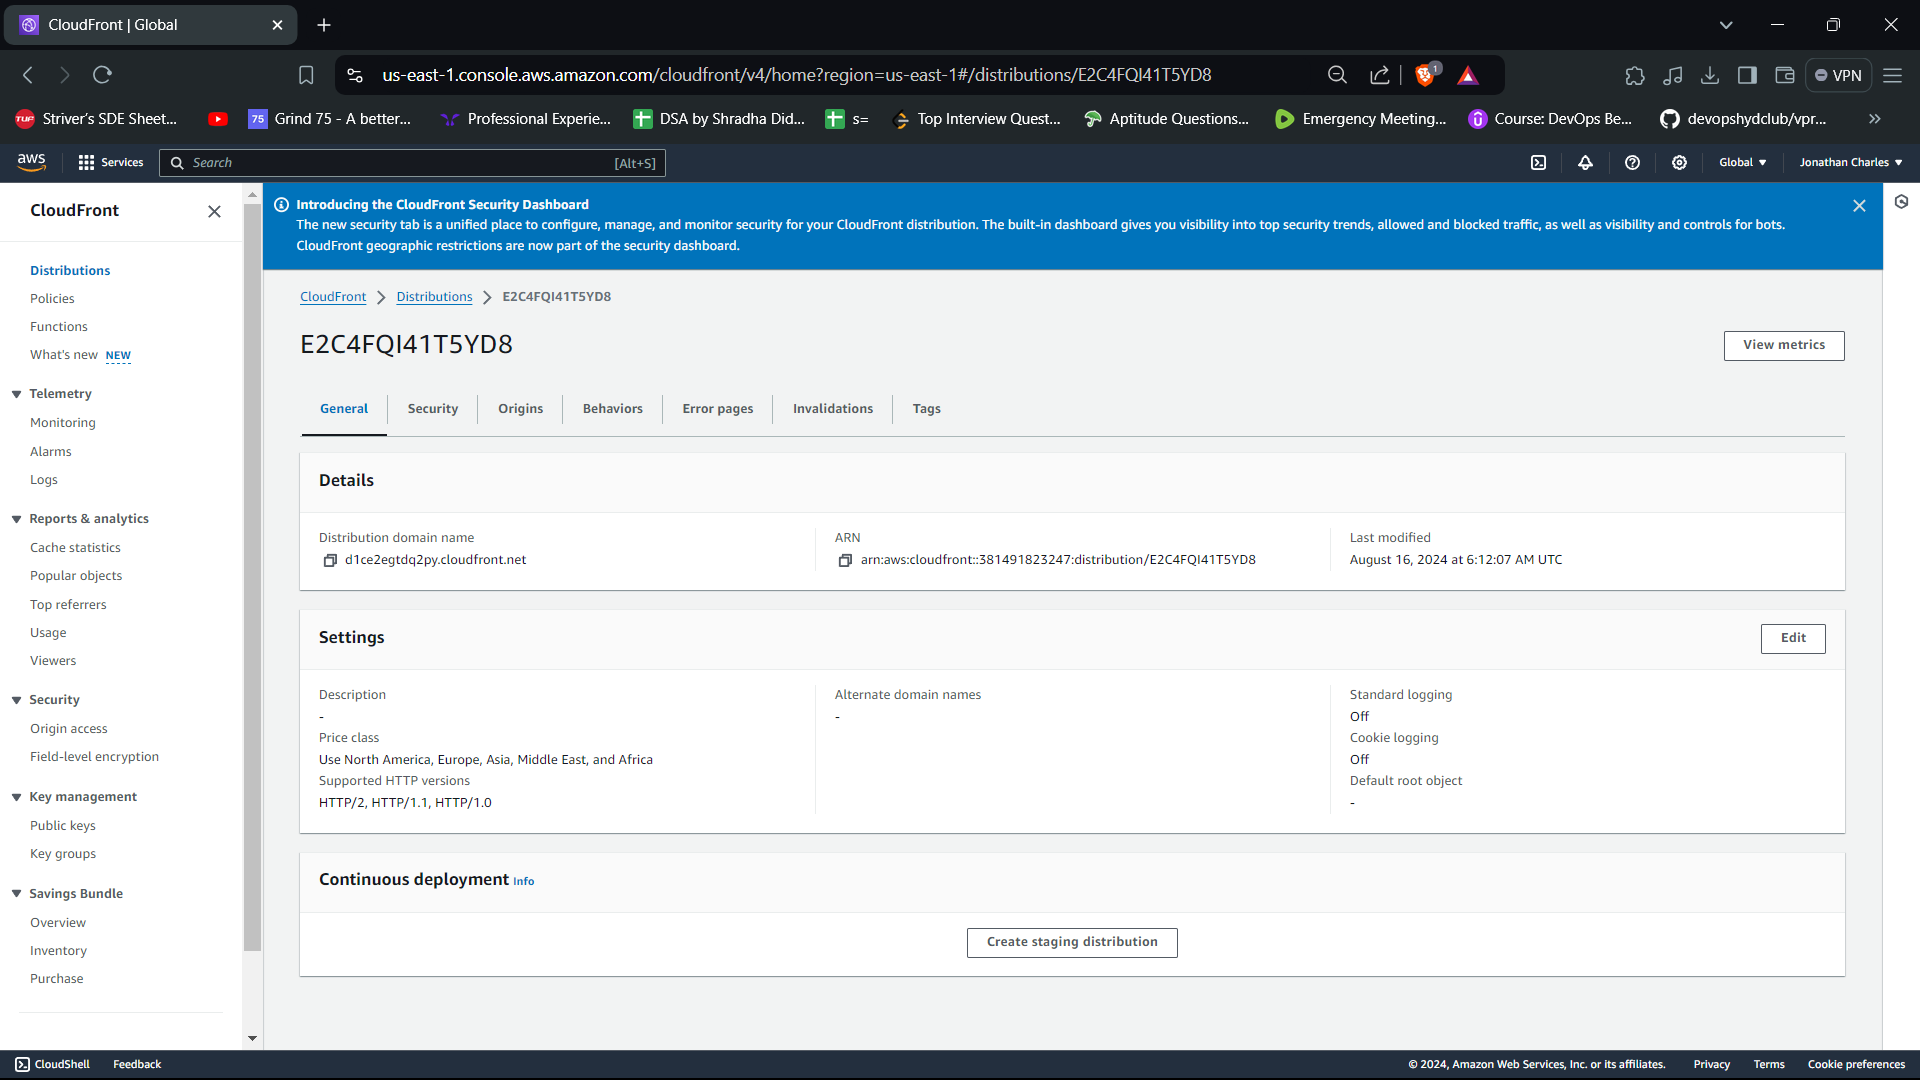 CloudFront | Global
us-east-1.console.aws.amazon.com/cloudfront/v4/home?region=us-east-1#/distributions/E2C4FQI41T5YD8
1
VPN
TUF Striver's SDE Sheet...
75 Grind 75 - A better...
Professional Experie...
DSA by Shradha Did...
s=
Top Interview Quest...
Aptitude Questions...
Emergency Meeting...
Course: DevOps Be...
devopshydclub/vpr...
aws
Services
Search [Alt+S]
Global
Jonathan Charles
CloudFront
Distributions
Policies
Functions
What's new NEW
Telemetry
Monitoring
Alarms
Logs
Reports & analytics
Cache statistics
Popular objects
Top referrers
Usage
Viewers
Security
Origin access
Field-level encryption
Key management
Public keys
Key groups
Savings Bundle
Overview
Inventory
Purchase
Introducing the CloudFront Security Dashboard
The new security tab is a unified place to configure, manage, and monitor security for your CloudFront distribution. The built-in dashboard gives you visibility into top security trends, allowed and blocked traffic, as well as visibility and controls for bots.
CloudFront geographic restrictions are now part of the security dashboard.
CloudFront > Distributions > E2C4FQI41T5YD8
E2C4FQI41T5YD8
View metrics
General
Security
Origins
Behaviors
Error pages
Invalidations
Tags
Details
Distribution domain name
d1ce2egtdq2py.cloudfront.net
ARN
arn:aws:cloudfront::381491823247:distribution/E2C4FQI41T5YD8
Last modified
August 16, 2024 at 6:12:07 AM UTC
Settings
Edit
Description
-
Price class
Use North America, Europe, Asia, Middle East, and Africa
Supported HTTP versions
HTTP/2, HTTP/1.1, HTTP/1.0
Alternate domain names
-
Standard logging
Off
Cookie logging
Off
Default root object
-
Continuous deployment Info
Create staging distribution
CloudShell
Feedback
© 2024, Amazon Web Services, Inc. or its affiliates.
Privacy
Terms
Cookie preferences